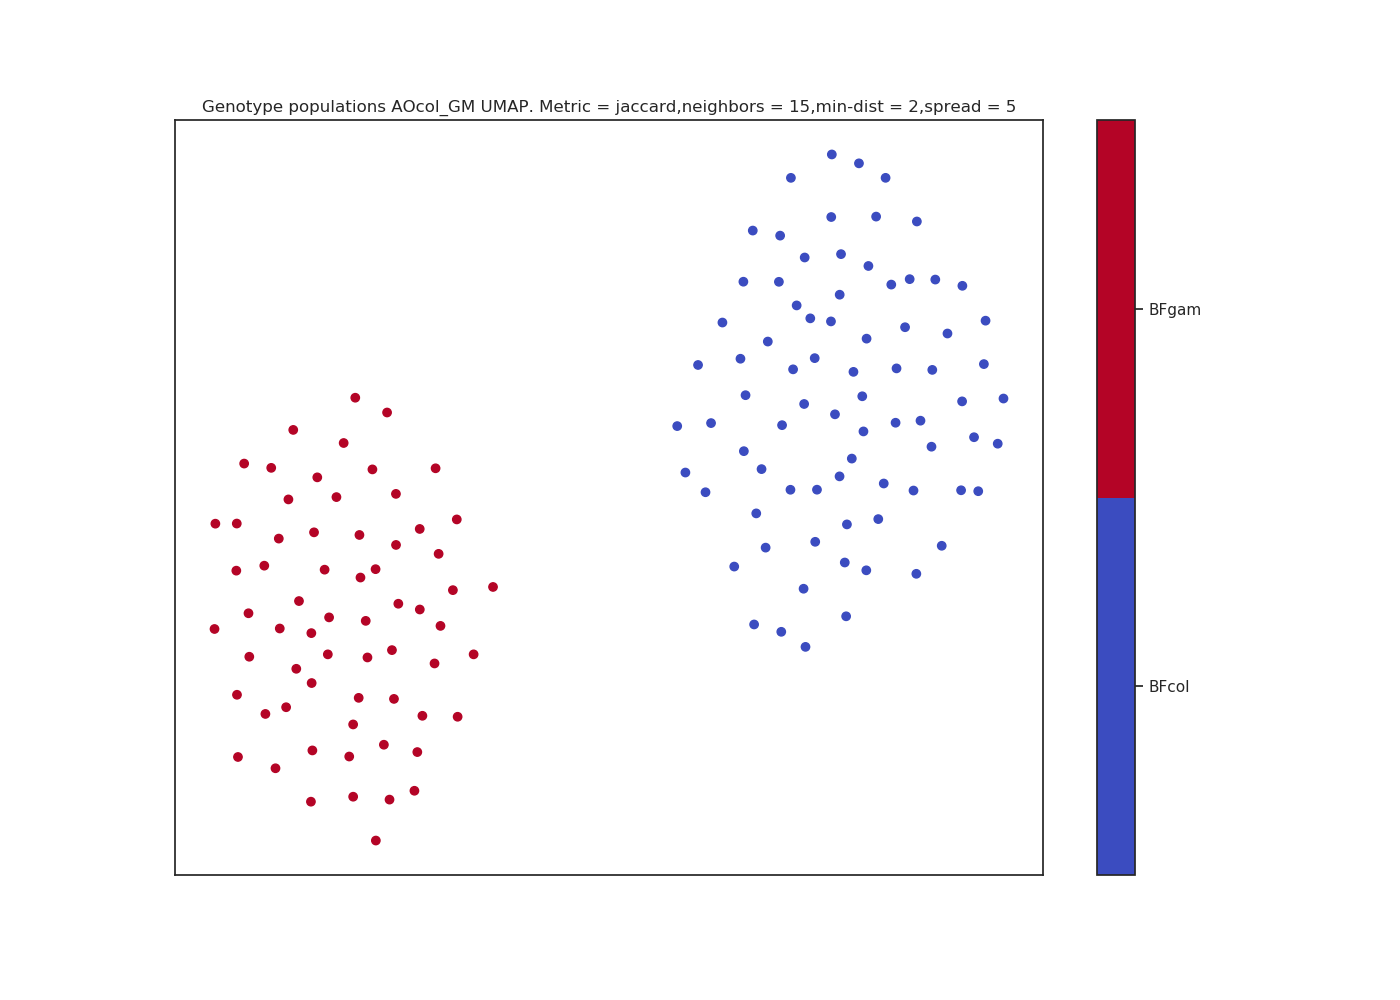 Genotype populations AOcol_GM UMAP. Metric = jaccard,neighbors = 15,min-dist = 2,spread = 5
BFgam
BFcol